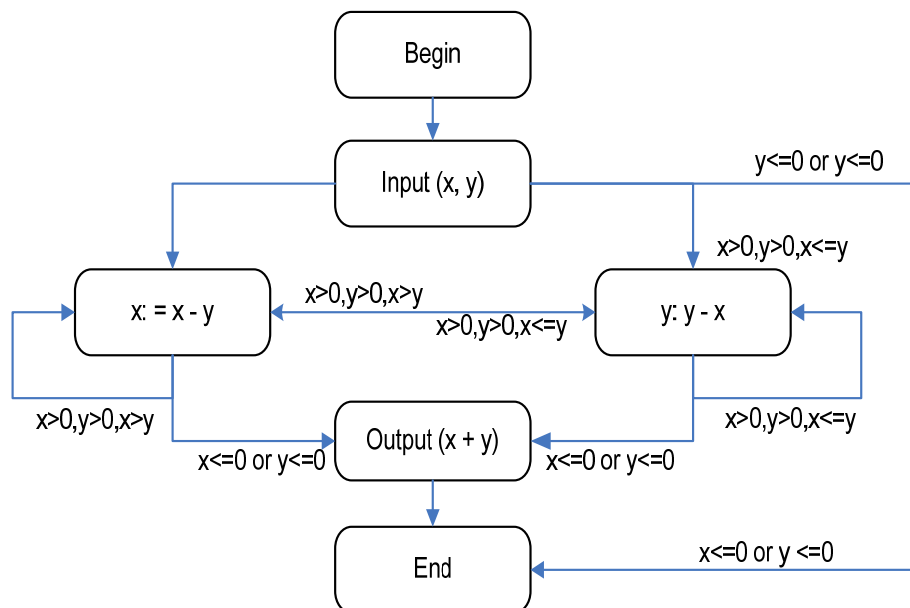 Begin
Input (x, y)
y<=0 or y<=0
x>0,y>0,x<=y
x: = x - y
x>0,y>0,x>y
x>0,y>0,x<=y
y: y - x
x>0,y>0,x>y
x>0,y>0,x<=y
Output (x + y)
x<=0 or y<=0
x<=0 or y<=0
End
x<=0 or y <=0